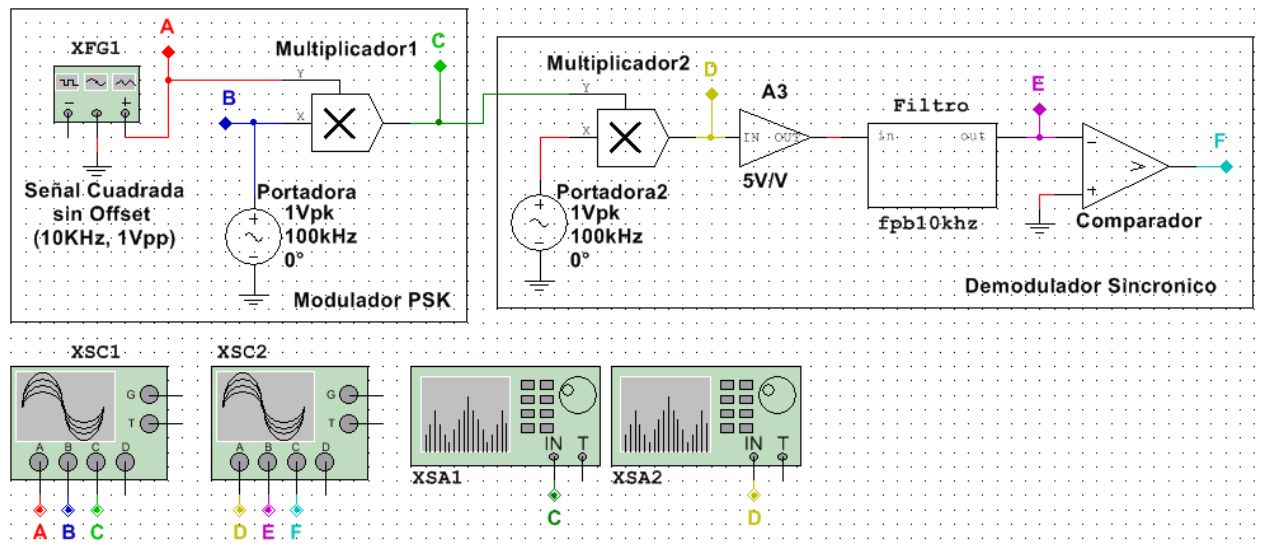 XFG1
A
Multiplicador1
C
Y
B
X
Señal Cuadrada
sin Offset
(10KHz, 1Vpp)
Portadora
1Vpk
100kHz
0°
Modulador PSK
Multiplicador2
D
Y
X
A3
IN OUT
5V/V
Filtro
in out
fpb10khz
E
F
Comparador
Portadora2
1Vpk
100kHz
0°
Demodulador Sincronico
XSC1
G
T
A B C D
A B C
XSC2
G
T
A B C D
D E F
IN T
XSA1
C
IN T
XSA2
D